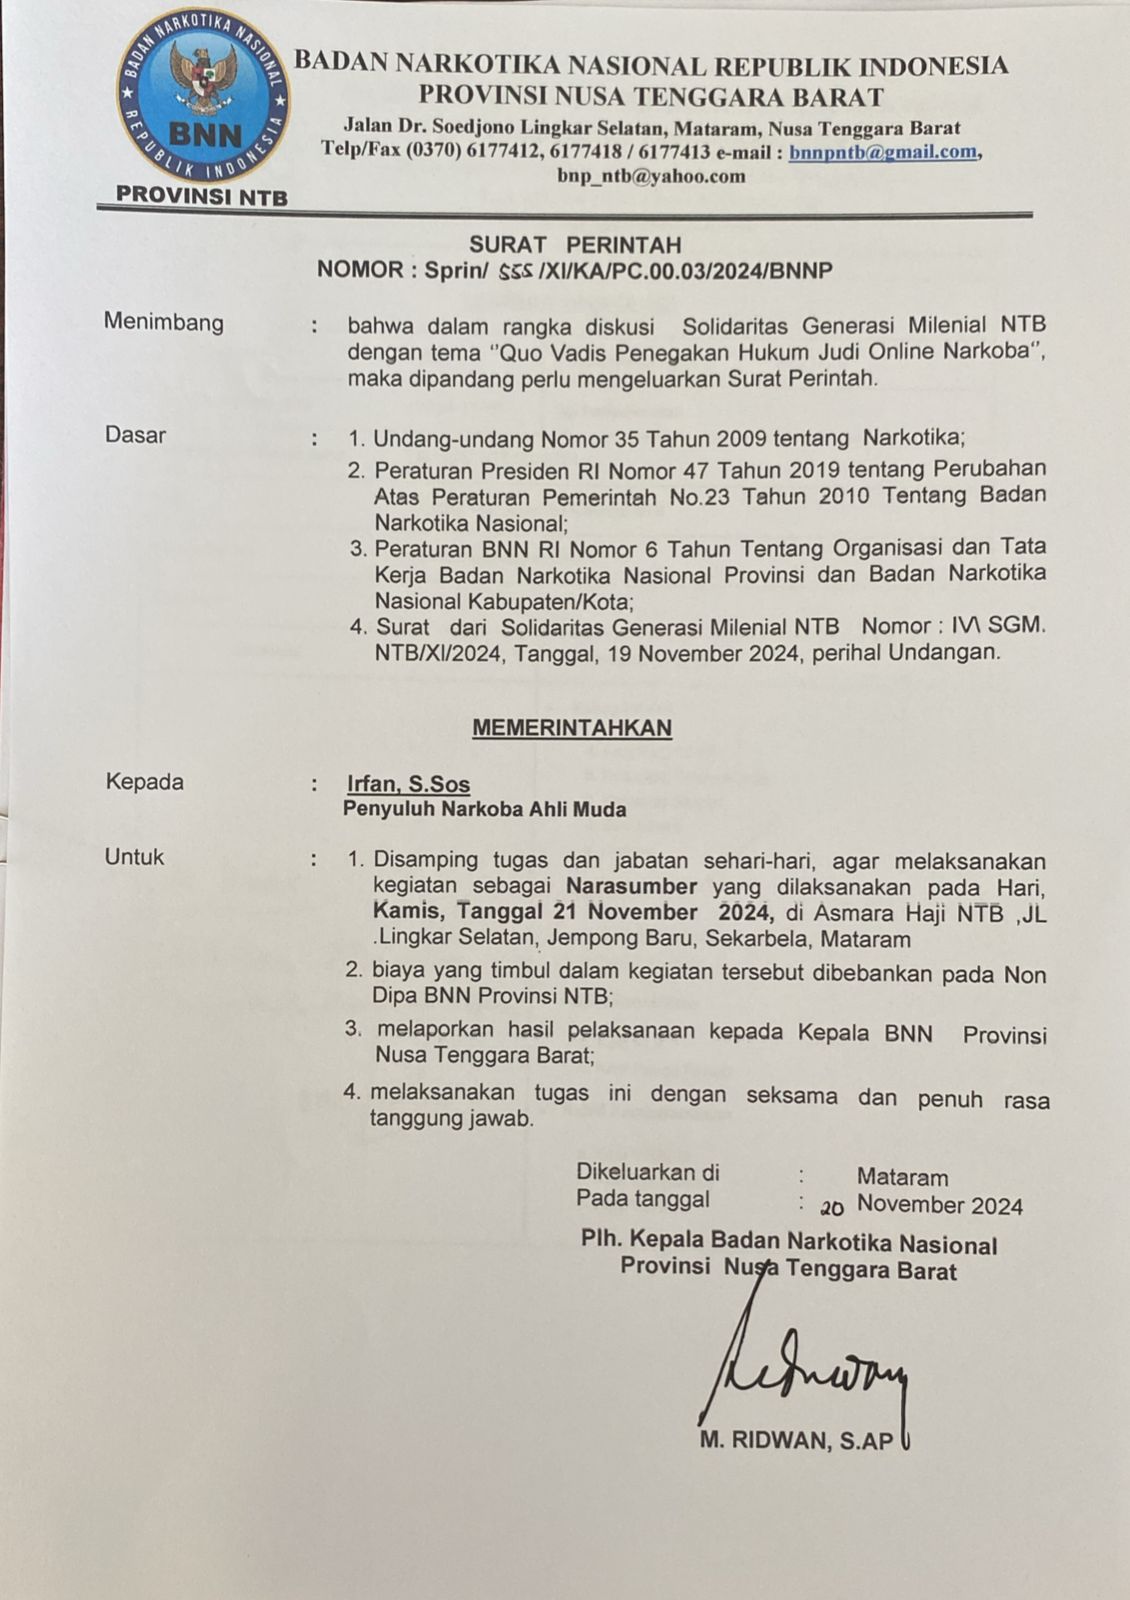 BADAN NARKOTIKA NASIONAL
REPUBLIK INDONESIA
BNN
PROVINSI NTB
BADAN NARKOTIKA NASIONAL REPUBLIK INDONESIA
PROVINSI NUSA TENGGARA BARAT
Jalan Dr. Soedjono Lingkar Selatan, Mataram, Nusa Tenggara Barat
Telp/Fax (0370) 6177412, 6177418 / 6177413 e-mail : bnnpntb@gmail.com,
bnp_ntb@yahoo.com
SURAT PERINTAH
NOMOR : Sprin/ 555 /XI/KA/PC.00.03/2024/BNNP
Menimbang : bahwa dalam rangka diskusi Solidaritas Generasi Milenial NTB
dengan tema ‘‘Quo Vadis Penegakan Hukum Judi Online Narkoba‘‘,
maka dipandang perlu mengeluarkan Surat Perintah.
Dasar : 1. Undang-undang Nomor 35 Tahun 2009 tentang Narkotika;
2. Peraturan Presiden RI Nomor 47 Tahun 2019 tentang Perubahan
Atas Peraturan Pemerintah No.23 Tahun 2010 Tentang Badan
Narkotika Nasional;
3. Peraturan BNN RI Nomor 6 Tahun Tentang Organisasi dan Tata
Kerja Badan Narkotika Nasional Provinsi dan Badan Narkotika
Nasional Kabupaten/Kota;
4. Surat dari Solidaritas Generasi Milenial NTB Nomor : IV\ SGM.
NTB/XI/2024, Tanggal, 19 November 2024, perihal Undangan.
MEMERINTAHKAN
Kepada : Irfan, S.Sos
Penyuluh Narkoba Ahli Muda
Untuk : 1. Disamping tugas dan jabatan sehari-hari, agar melaksanakan
kegiatan sebagai Narasumber yang dilaksanakan pada Hari,
Kamis, Tanggal 21 November 2024, di Asmara Haji NTB ,JL
.Lingkar Selatan, Jempong Baru, Sekarbela, Mataram
2. biaya yang timbul dalam kegiatan tersebut dibebankan pada Non
Dipa BNN Provinsi NTB;
3. melaporkan hasil pelaksanaan kepada Kepala BNN Provinsi
Nusa Tenggara Barat;
4. melaksanakan tugas ini dengan seksama dan penuh rasa
tanggung jawab.
Dikeluarkan di : Mataram
Pada tanggal : 20 November 2024
Plh. Kepala Badan Narkotika Nasional
Provinsi Nusa Tenggara Barat
M. RIDWAN, S.AP